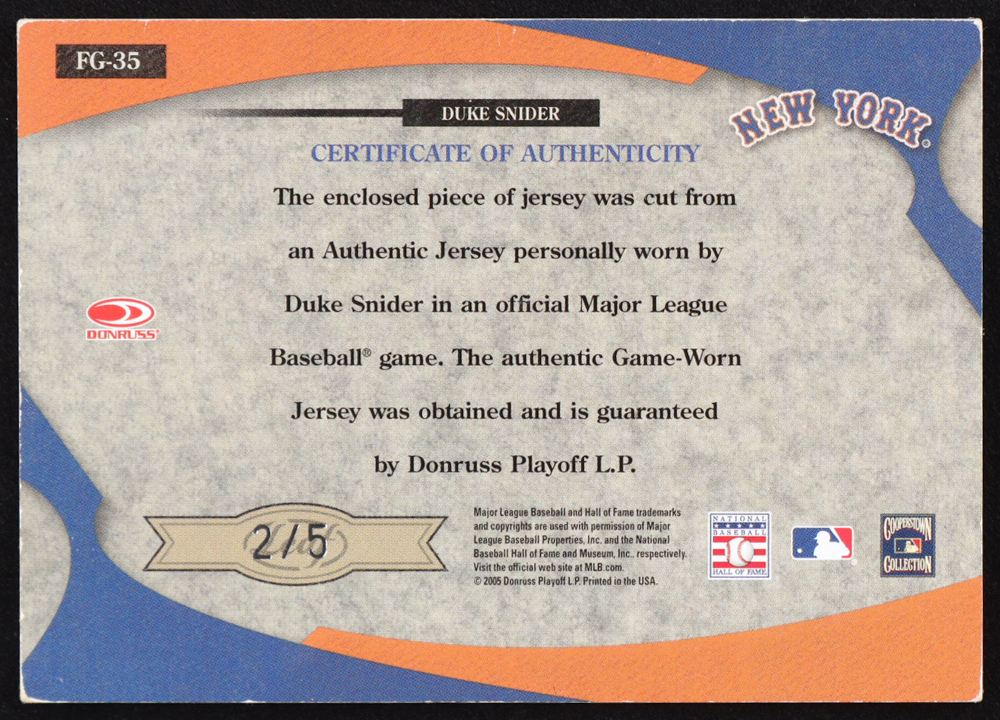 FG-35
DUKE SNIDER
NEW YORK
CERTIFICATE OF AUTHENTICITY
The enclosed piece of jersey was cut from
an Authentic Jersey personally worn by
Duke Snider in an official Major League
Baseball® game. The authentic Game-Worn
Jersey was obtained and is guaranteed
by Donruss Playoff L.P.
DONRUSS
2/5
Major League Baseball and Hall of Fame trademarks
and copyrights are used with permission of Major
League Baseball Properties, Inc. and the National
Baseball Hall of Fame and Museum, Inc., respectively.
Visit the official web site at MLB.com.
© 2005 Donruss Playoff L.P. Printed in the USA.
NATIONAL
BASEBALL
HALL OF FAME
COOPERSTOWN
COLLECTION